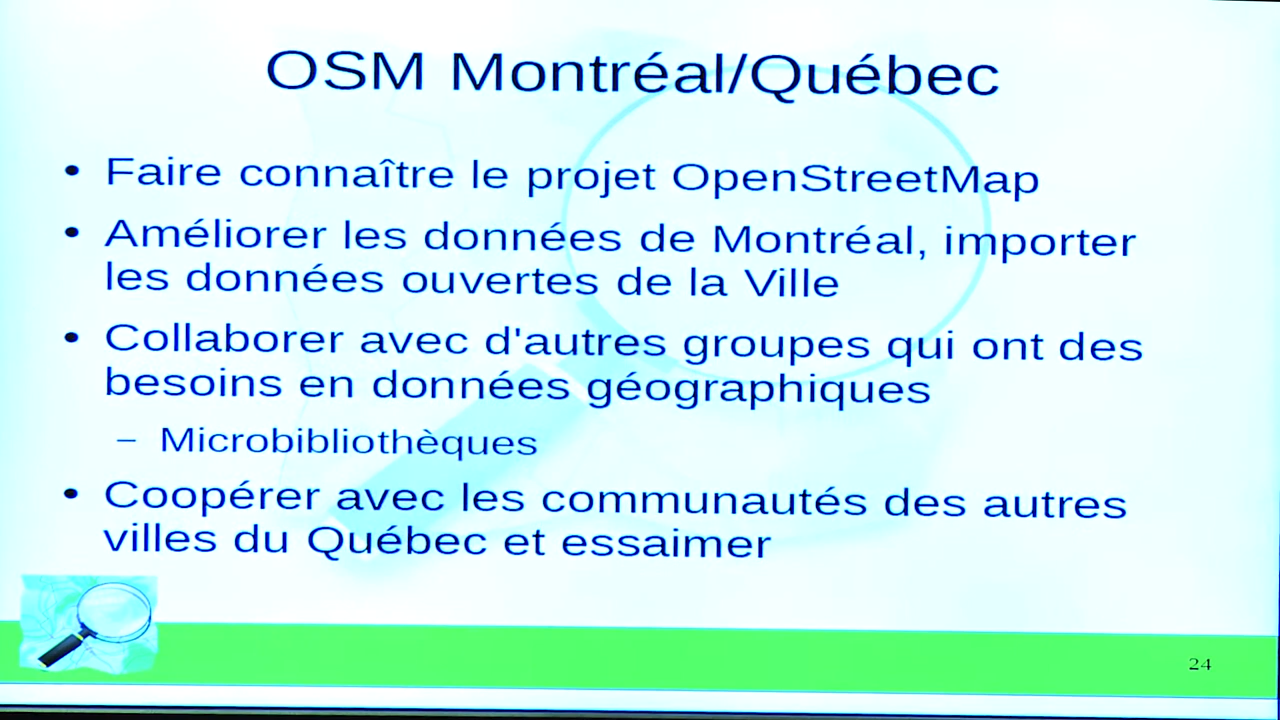 OSM Montréal/Québec
• Faire connaître le projet OpenStreetMap
• Améliorer les données de Montréal, importer
les données ouvertes de la Ville
• Collaborer avec d'autres groupes qui ont des
besoins en données géographiques
– Microbibliothèques
• Coopérer avec les communautés des autres
villes du Québec et essaimer
24